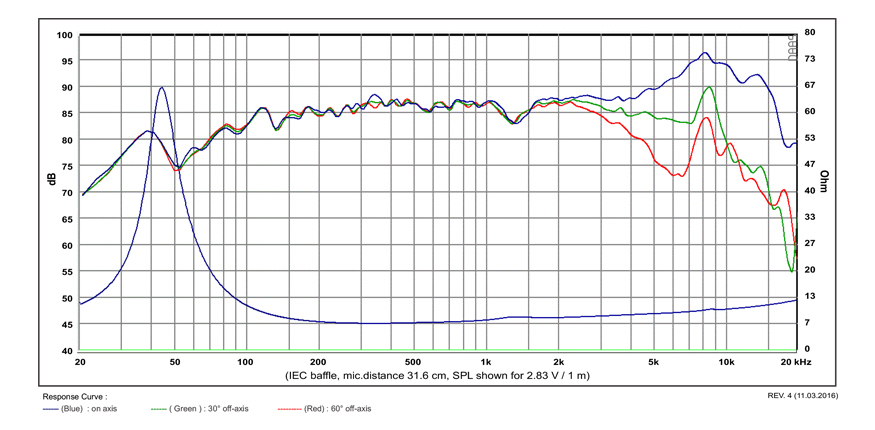 100 95 90 85 80 75 70 65 60 55 50 45 40
dB
80 73 67 60 53 47 40 33 27 20 13 7 0
Ohm
20 50 100 200 500 1k 2k 5k 10k 20 kHz
(IEC baffle, mic.distance 31.6 cm, SPL shown for 2.83 V / 1 m)
Response Curve :
REV. 4 (11.03.2016)
(Blue) : on axis ( Green ) : 30° off-axis (Red) : 60° off-axis